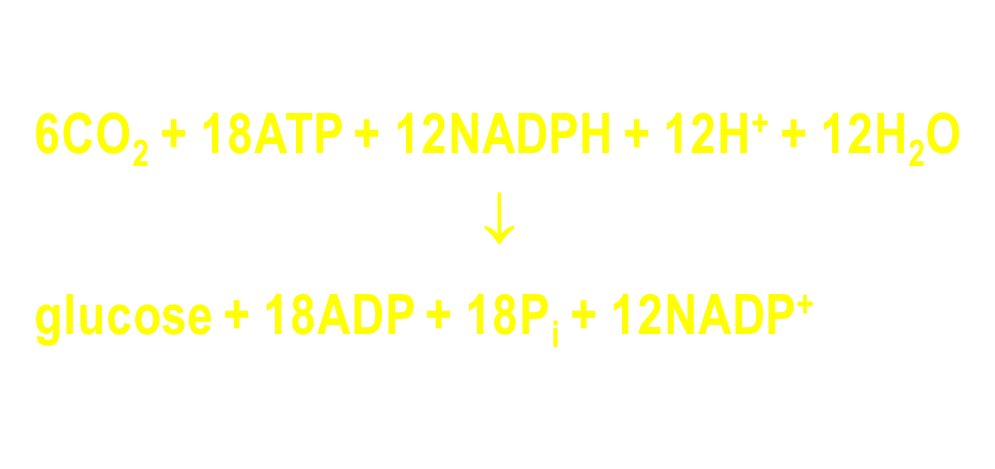 6CO₂ + 18ATP + 12NADPH + 12H⁺ + 12H₂O
↓
glucose + 18ADP + 18Pᵢ + 12NADP⁺